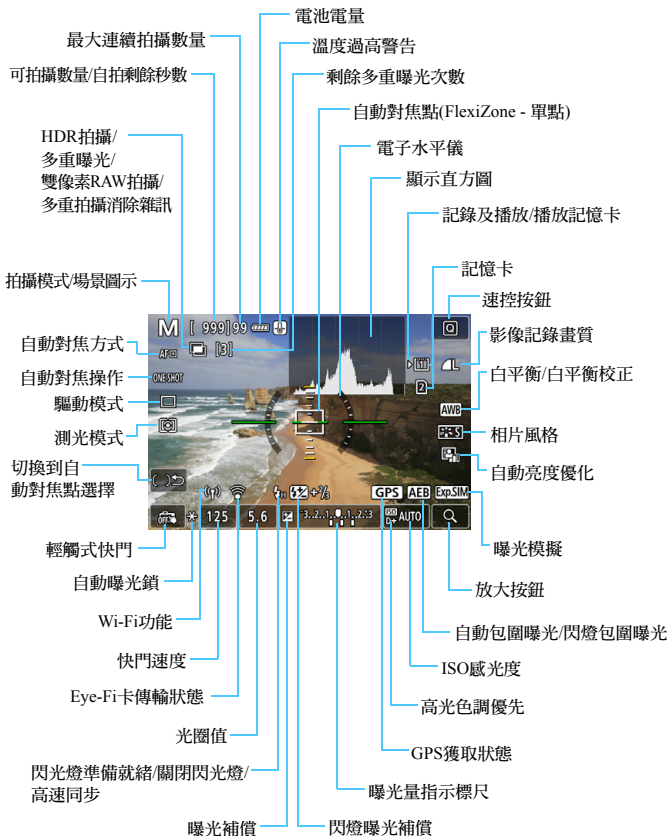 電池電量
最大連續拍攝數量
溫度過高警告
可拍攝數量/自拍剩餘秒數
剩餘多重曝光次數
自動對焦點(FlexiZone - 單點)
HDR拍攝/
多重曝光/
雙像素RAW拍攝/
多重拍攝消除雜訊
電子水平儀
顯示直方圖
記錄及播放/播放記憶卡
記憶卡
拍攝模式/場景圖示
速控按鈕
M [ 999] 99
Q
自動對焦方式
AF
[3]
[1]
L
影像記錄畫質
自動對焦操作
ONE SHOT
2
白平衡/白平衡校正
驅動模式
AWB
測光模式
S
相片風格
自動亮度優化
切換到自
動對焦點選擇
H
+2/3
GPS
AEB
Exp.SIM
125
5.6
-3..2..1..0..1..2.:3
ISO
D+
AUTO
輕觸式快門
曝光模擬
自動曝光鎖
放大按鈕
Wi-Fi功能
自動包圍曝光/閃燈包圍曝光
快門速度
ISO感光度
Eye-Fi卡傳輸狀態
高光色調優先
光圈值
GPS獲取狀態
閃光燈準備就緒/關閉閃光燈/
高速同步
曝光量指示標尺
曝光補償
閃燈曝光補償